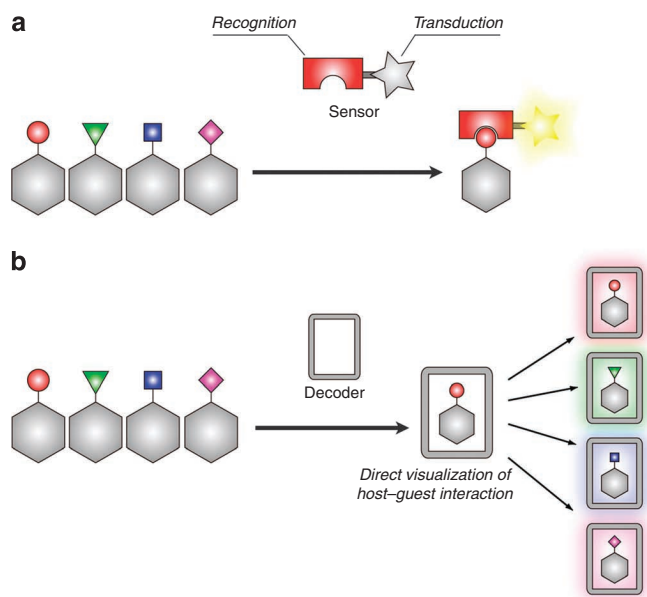 a
Recognition
Transduction
Sensor
b
Decoder
Direct visualization of
host–guest interaction